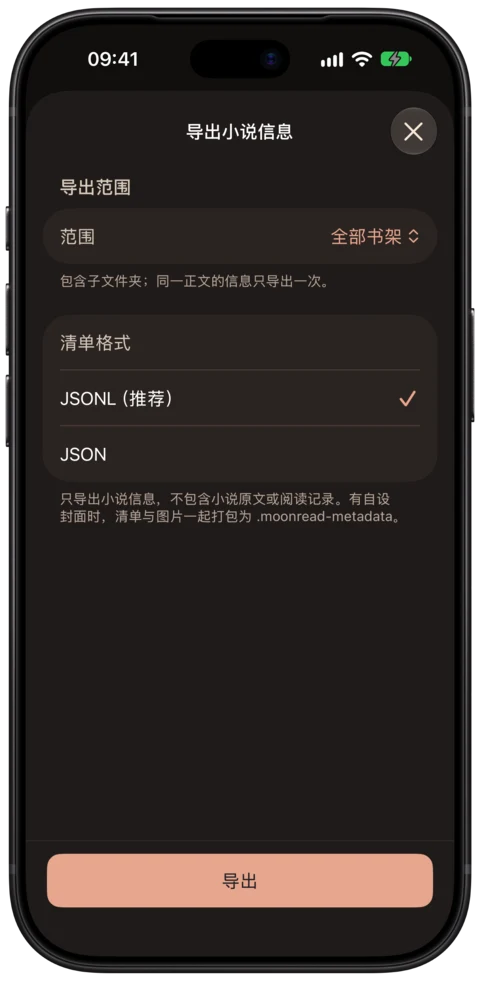 09:41
导出小说信息
导出范围
范围
全部书架
包含子文件夹；同一正文的信息只导出一次。
清单格式
JSONL（推荐）
JSON
只导出小说信息，不包含小说原文或阅读记录。有自设
封面时，清单与图片一起打包为 .moonread-metadata。
导出